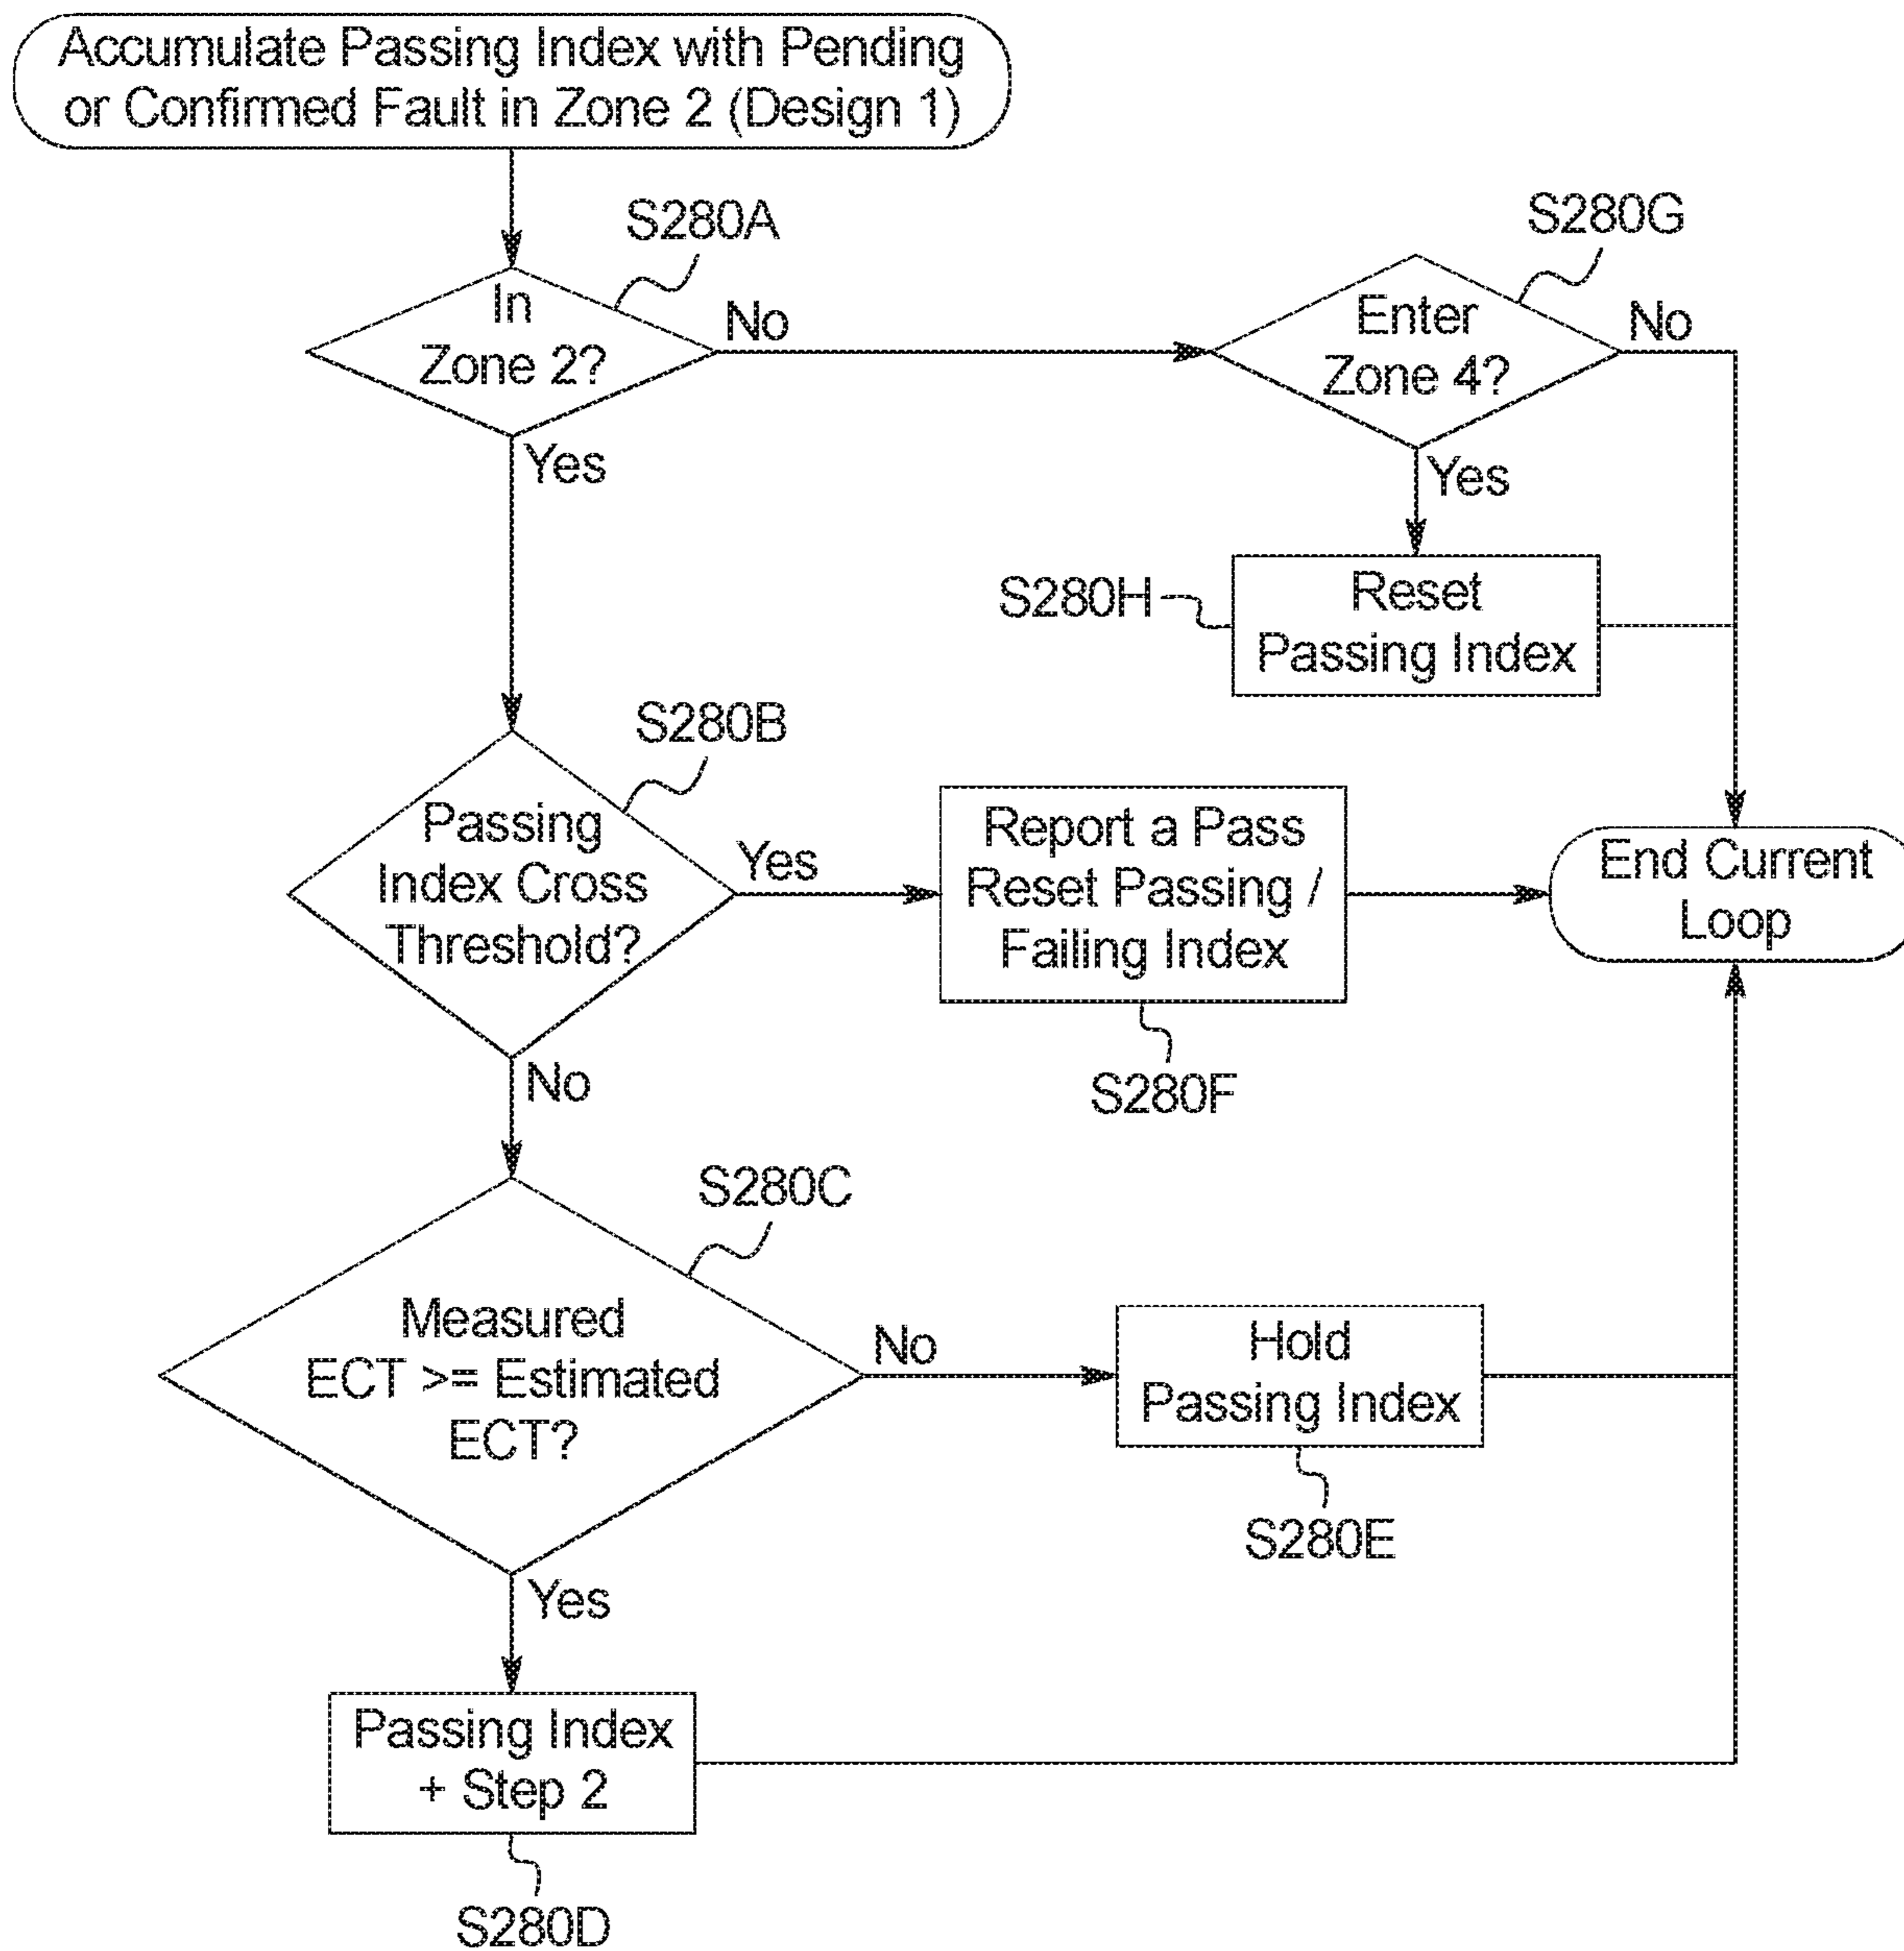 Accumulate Passing Index with Pending
or Confirmed Fault in Zone 2 (Design 1)
S280A
In
Zone 2?
No
Yes
S280G
Enter
Zone 4?
No
Yes
S280H
Reset
Passing Index
S280B
Passing
Index Cross
Threshold?
Yes
No
Report a Pass
Reset Passing /
Failing Index
S280F
End Current
Loop
S280C
Measured
ECT >= Estimated
ECT?
No
Yes
Hold
Passing Index
S280E
Passing Index
+ Step 2
S280D